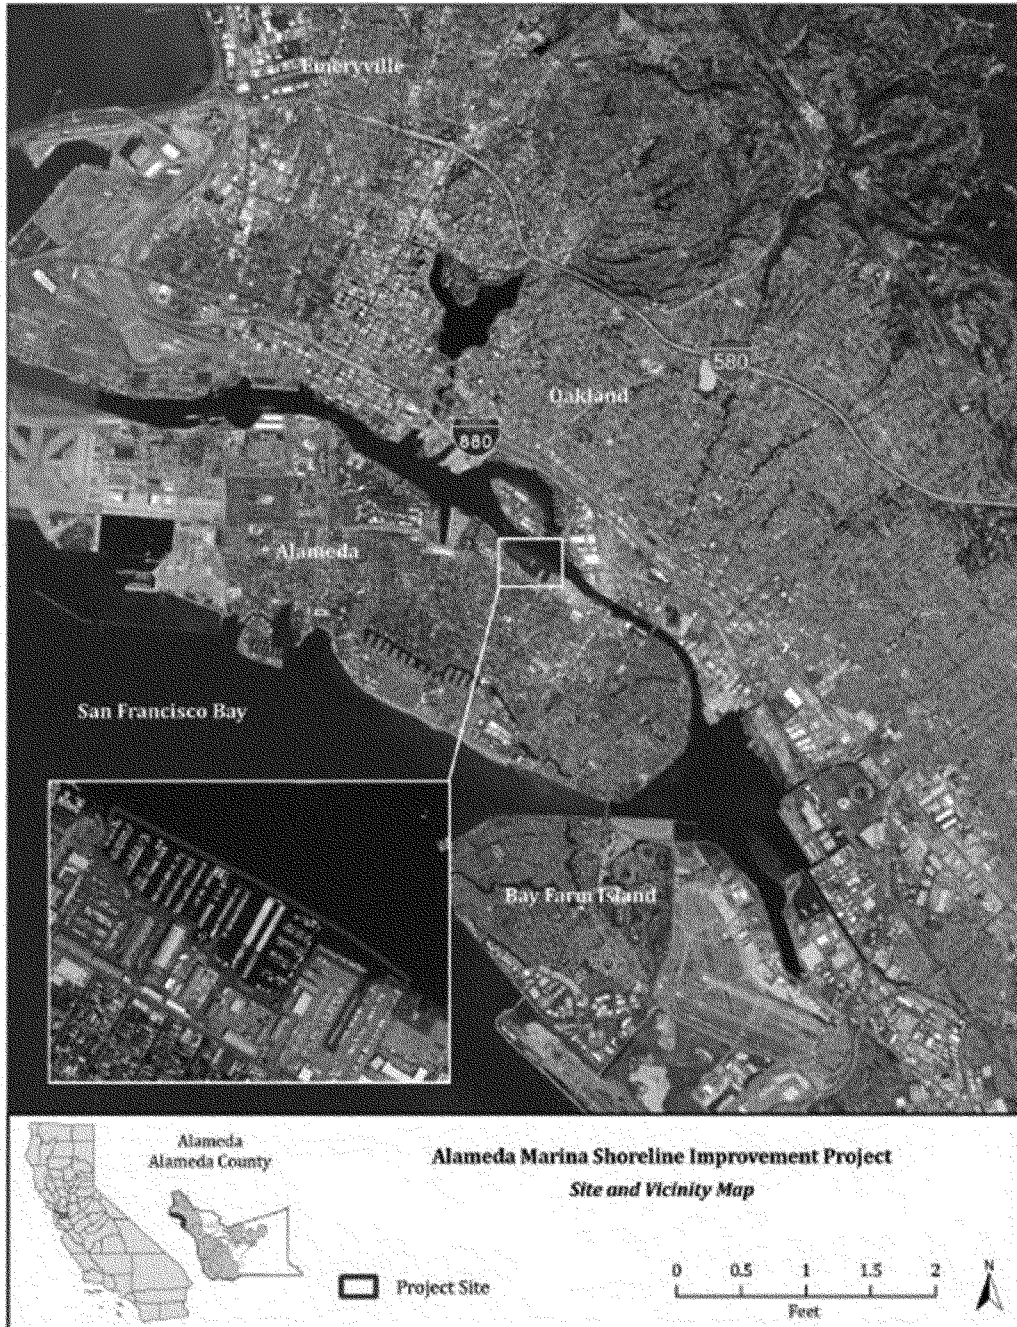 Emeryville
580
Oakland
880
Alameda
San Francisco Bay
Bay Farm Island
Alameda
Alameda County
Alameda Marina Shoreline Improvement Project
Site and Vicinity Map
Project Site
0 0.5 1 1.5 2
Feet
N